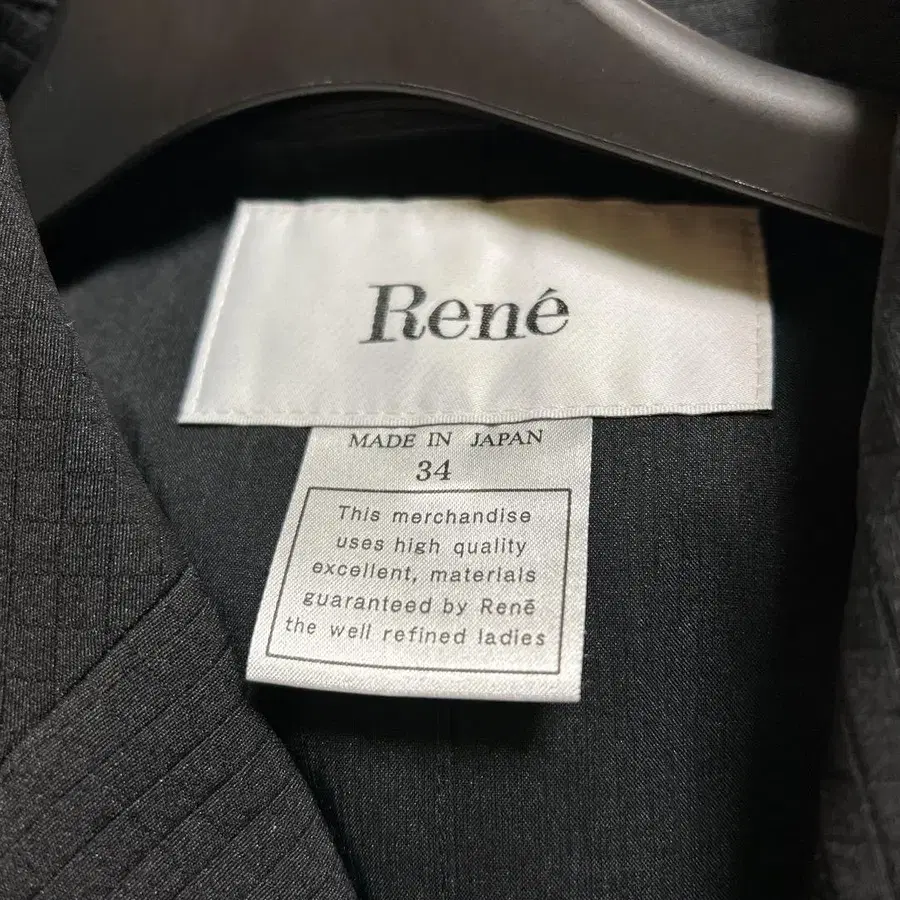 René
MADE IN JAPAN
34
This merchandise
uses high quality
excellent, materials
guaranteed by Renē
the well refined ladies